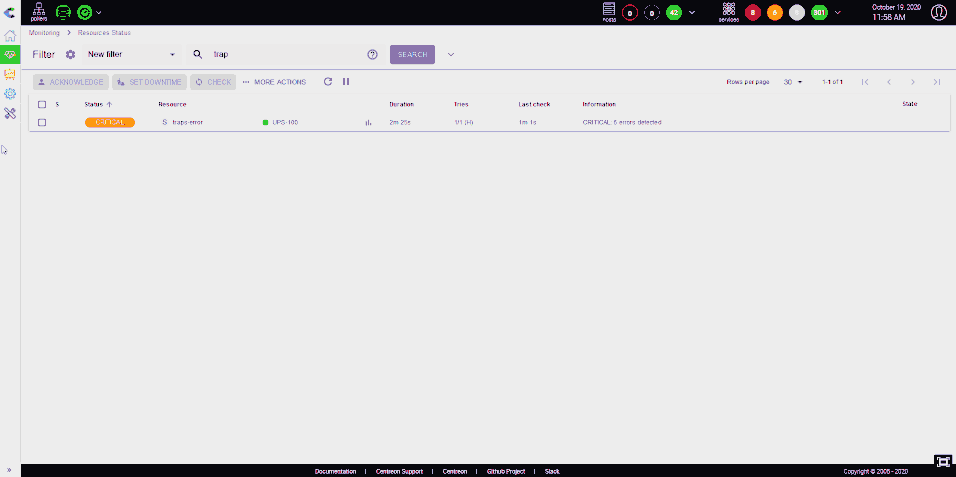 pollers
hosts
0
0
42
services
8
6
301
October 19, 2020
11:58 AM
Monitoring > Resources Status
Filter
New filter
trap
SEARCH
ACKNOWLEDGE
SET DOWNTIME
CHECK
MORE ACTIONS
Rows per page
30
1-1 of 1
S
Status
Resource
Duration
Tries
Last check
Information
State
CRITICAL
S
traps-error
UPS-100
2m 25s
1/1 (H)
1m 1s
CRITICAL: 6 errors detected
Documentation | Centreon Support | Centreon | Github Project | Slack
Copyright © 2005 - 2020